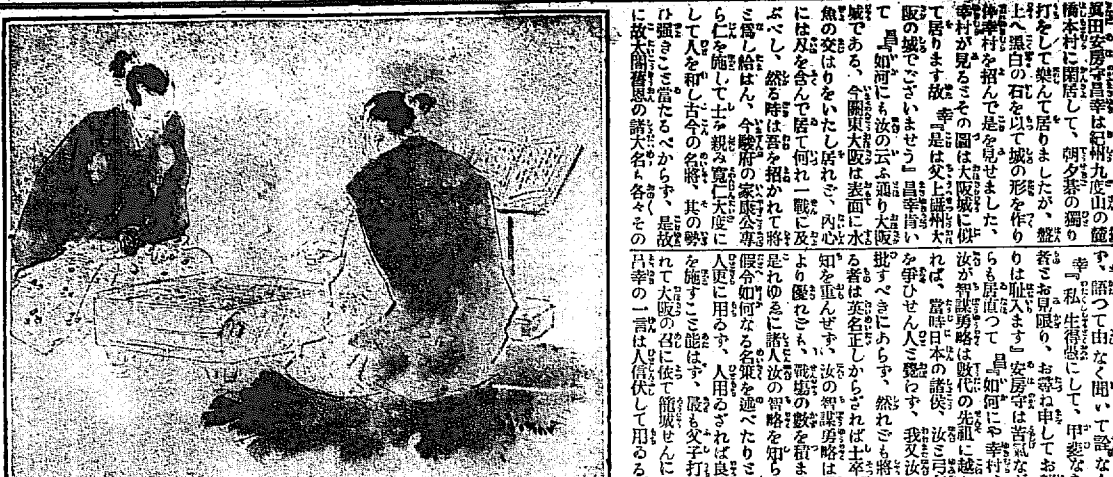 眞田安房守昌幸は紀州九度山の麓
橋本村に閑居して、朝夕碁の獨り
打をして樂んで居りましたが、盤
上へ黑白の石を以て城の形を作り
倅幸村を招んで是を見せました、
幸村が見るとその圖は大阪城に似
て居ります故　幸『是は父上攝州大
阪の城でございませう』昌幸肯い
て『如何にも汝の云ふ通り大阪
城である、今關東大阪は表面に水
魚の交はりをいたし居れど、內心
には刄を含んで居て何れ一戰に及
ぶべし、然る時は吾を招かれて將
と爲し給はん、今駿府の家康公專
ら仁を施して士を親み寬仁大度に
して人を和し古今の名將、其の勢
ひ强きこと當たるべからず、是故
に故太閤舊恩の諸大名も各々その
ず、語つて由なく聞いて詮な
幸『私し生得愚にして、甲斐な
者とお見限り、お尋ね申してお
りは恥入ます』安房守は苦氣な
らも居直つて　昌『如何にや幸村
汝が智謀勇略は數代の先祖に越
れば、當時日本の諸侯、汝と弓
を爭ひせん人と覺わず、我又汝
批すべきにあらず、然れども將
る者は英名正しからざれば士卒
知を重んぜず、汝の智謀勇略は
より優れども、戰場の數を積ま
是れゆゑに諸人汝の智略を知ら
假令如何なる名策を述べたりと
人更に用ゐず、人用ゐざれば良
を施すこと能はず、最も父子打
れて大阪の召に依て籠城せんに
昌幸の一言は人信伏して用ゐる